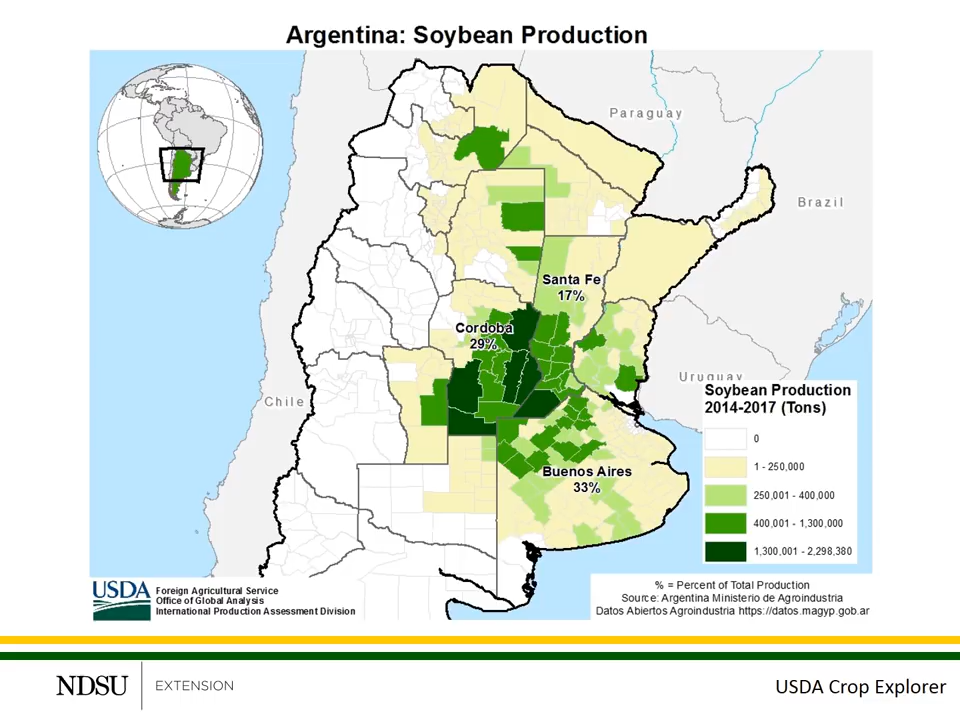 Argentina: Soybean Production
Paraguay
Brazil
Santa Fe
17%
Cordoba
29%
Uruguay
Chile
Soybean Production
2014-2017 (Tons)
0
1 - 250,000
250,001 - 400,000
400,001 - 1,300,000
1,300,001 - 2,298,380
Buenos Aires
33%
USDA
Foreign Agricultural Service
Office of Global Analysis
International Production Assessment Division
% = Percent of Total Production
Source: Argentina Ministerio de Agroindustria
Datos Abiertos Agroindustria https://datos.magyp.gob.ar
NDSU
EXTENSION
USDA Crop Explorer